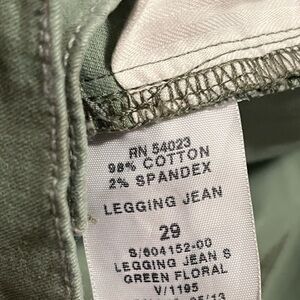 RN 54023
98% COTTON
2% SPANDEX
LEGGING JEAN
29
S/604152-00
LEGGING JEAN S
GREEN FLORAL
V/1195